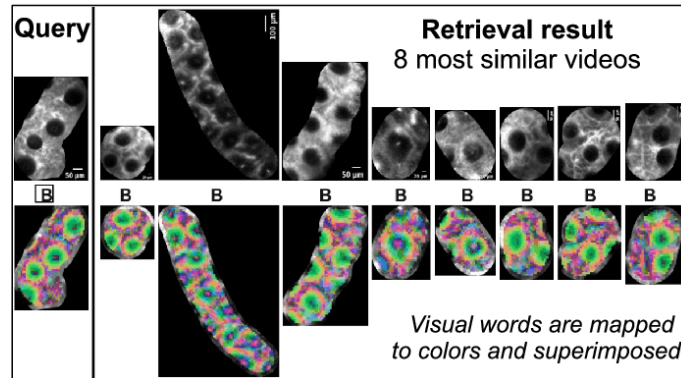 Query
Retrieval result
8 most similar videos
100 µm
50 µm
50 µm
B
B
B
B
B
B
B
B
B
Visual words are mapped
to colors and superimposed